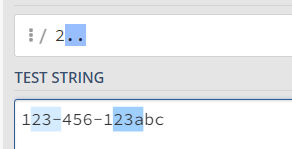 ⋮/ 2..
TEST STRING
123-456-123abc